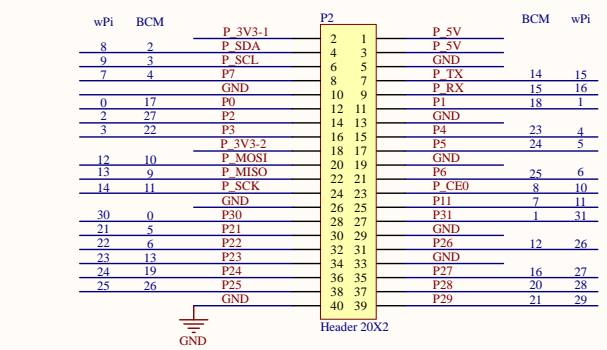 P2
wPi BCM BCM wPi
P_3V3-1 2 1 P_5V
8 2 P_SDA 4 3 P_5V
9 3 P_SCL 6 5 GND
7 4 P7 8 7 P_TX 14 15
GND 10 9 P_RX 15 16
0 17 P0 12 11 P1 18 1
2 27 P2 14 13 GND
3 22 P3 16 15 P4 23 4
P_3V3-2 18 17 P5 24 5
12 10 P_MOSI 20 19 GND
13 9 P_MISO 22 21 P6 25 6
14 11 P_SCK 24 23 P_CE0 8 10
GND 26 25 P11 7 11
30 0 P30 28 27 P31 1 31
21 5 P21 30 29 GND
22 6 P22 32 31 P26 12 26
23 13 P23 34 33 GND
24 19 P24 36 35 P27 16 27
25 26 P25 38 37 P28 20 28
GND 40 39 P29 21 29
Header 20X2
GND